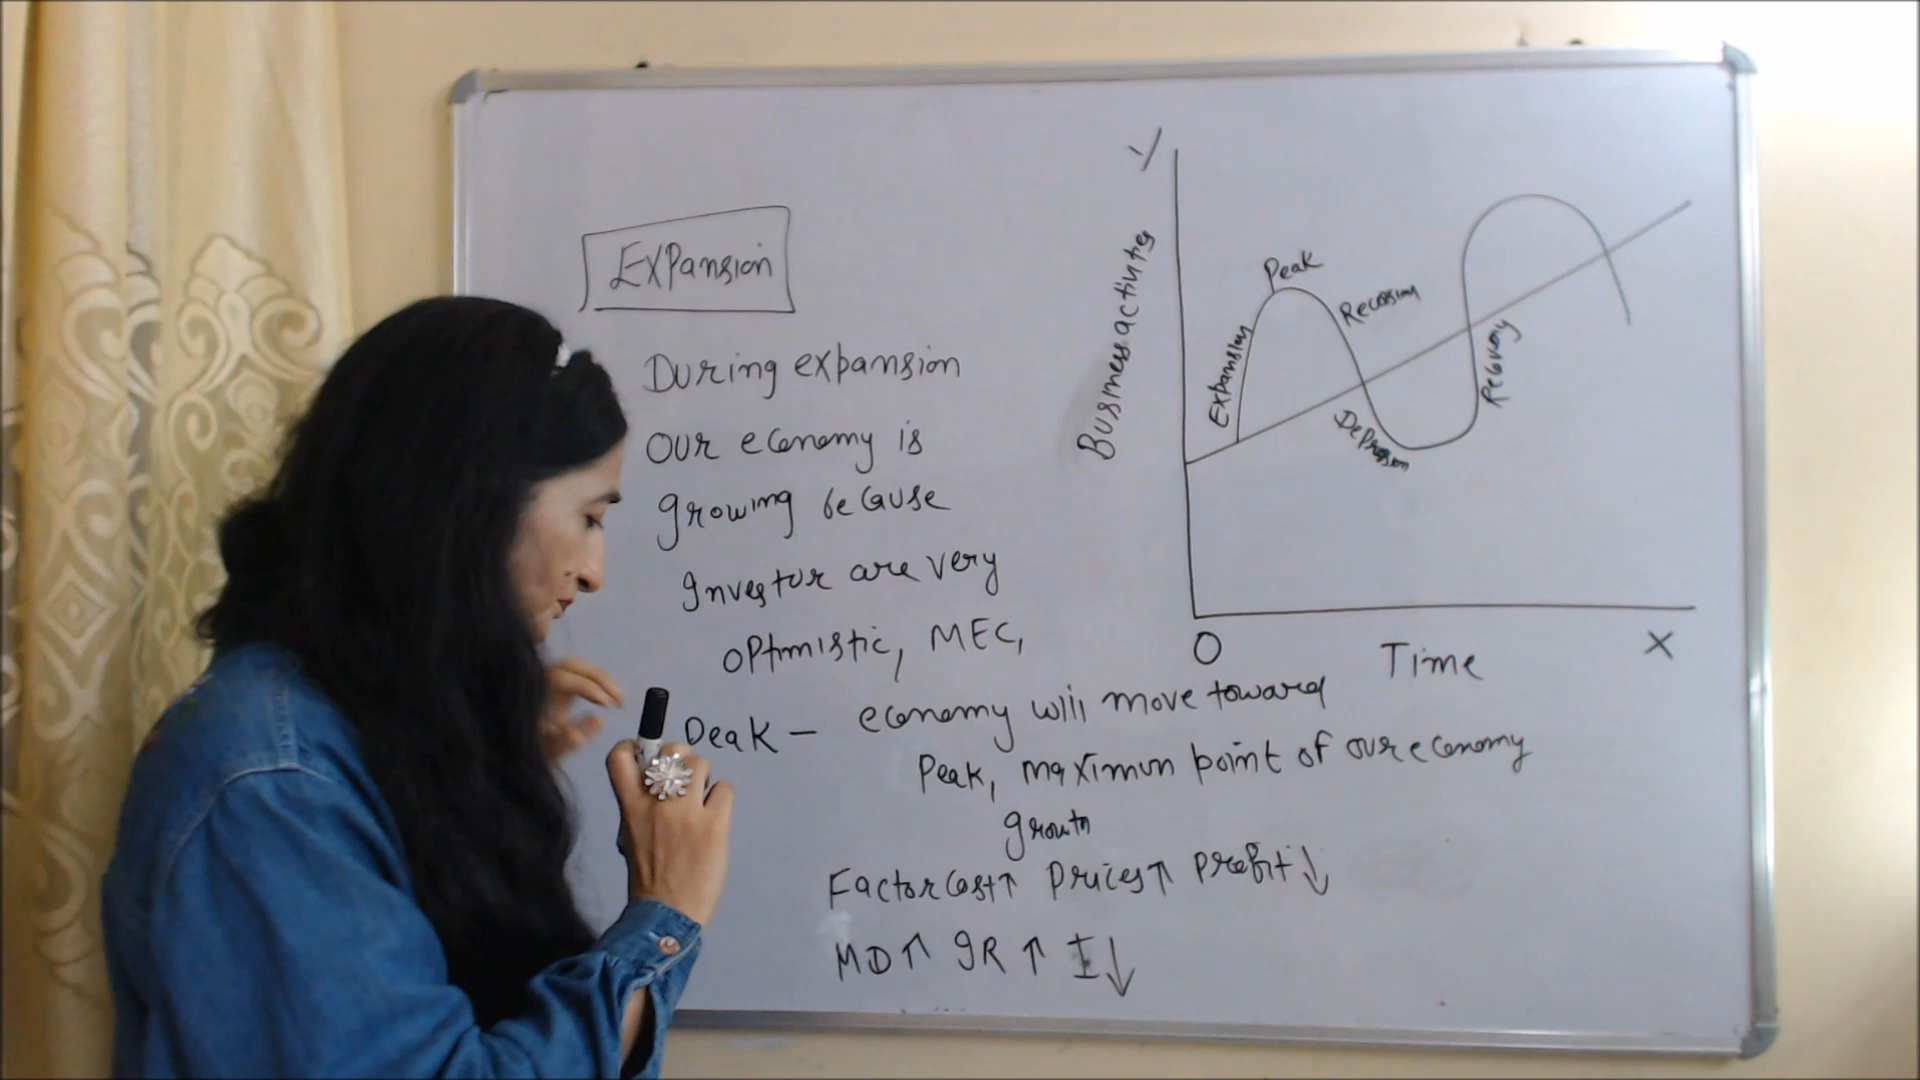 EXPansion
During expansion
our economy is
growing because
Investor are very
optimistic, MEC,
Peak – economy will move toward
Peak, maximum point of our economy
growth
Factor Cost↑ Prices↑ Profit↓
MD↑ IR↑ I↓
Y
Business activities
Expansion
Peak
Recession
Depression
Recovery
O
Time
X